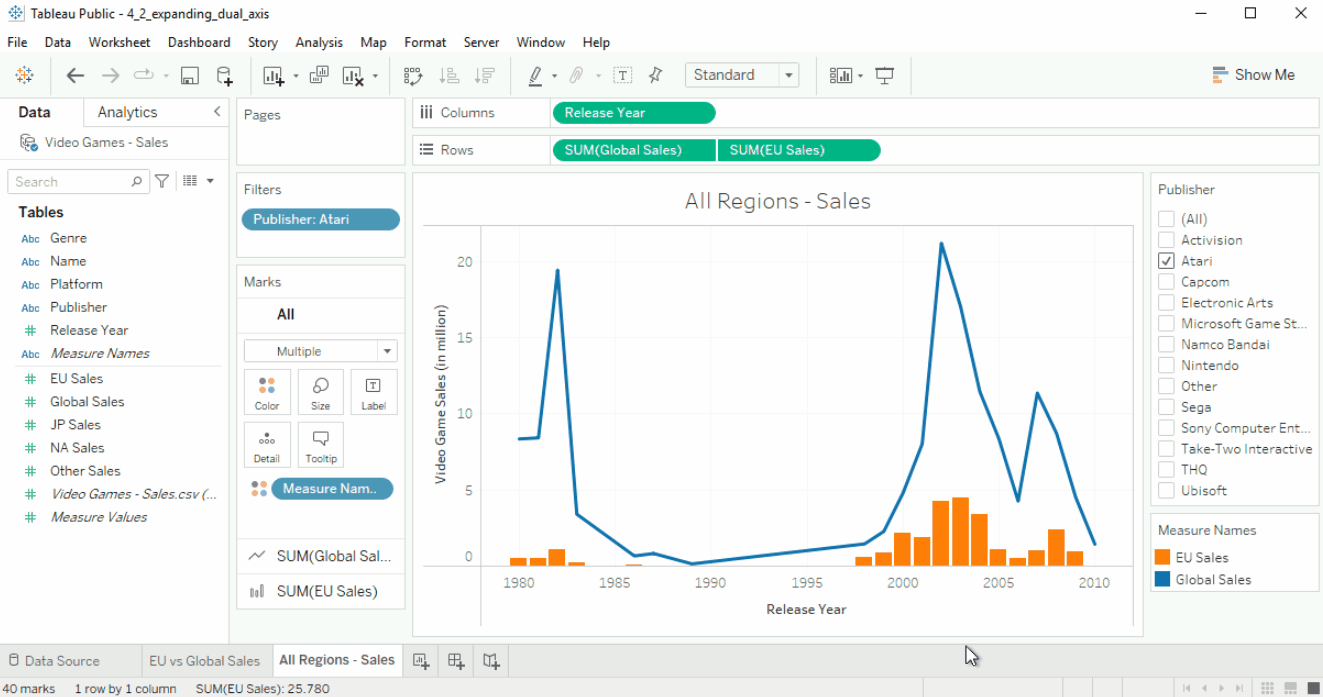 Tableau Public - 4_2_expanding_dual_axis
File Data Worksheet Dashboard Story Analysis Map Format Server Window Help
Standard
Show Me
Data Analytics
Video Games - Sales
Search
Tables
Abc Genre
Abc Name
Abc Platform
Abc Publisher
# Release Year
Abc Measure Names
# EU Sales
# Global Sales
# JP Sales
# NA Sales
# Other Sales
# Video Games - Sales.csv (...
# Measure Values
Pages
Filters
Publisher: Atari
Marks
All
Multiple
Color Size Label
Detail Tooltip
Measure Nam..
SUM(Global Sal...
SUM(EU Sales)
Columns Release Year
Rows SUM(Global Sales) SUM(EU Sales)
All Regions - Sales
Video Game Sales (in million)
20
15
10
5
0
1980 1985 1990 1995 2000 2005 2010
Release Year
Publisher
(All)
Activision
Atari
Capcom
Electronic Arts
Microsoft Game St...
Namco Bandai
Nintendo
Other
Sega
Sony Computer Ent...
Take-Two Interactive
THQ
Ubisoft
Measure Names
EU Sales
Global Sales
Data Source EU vs Global Sales All Regions - Sales
40 marks 1 row by 1 column SUM(EU Sales): 25.780